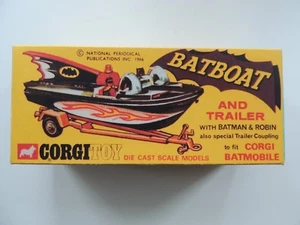 © NATIONAL PERIODICAL
PUBLICATIONS INC. 1966
BATBOAT
AND
TRAILER
WITH BATMAN & ROBIN
also special Trailer Coupling
to fit CORGI
BATMOBILE
CORGI TOY
DIE CAST SCALE MODELS